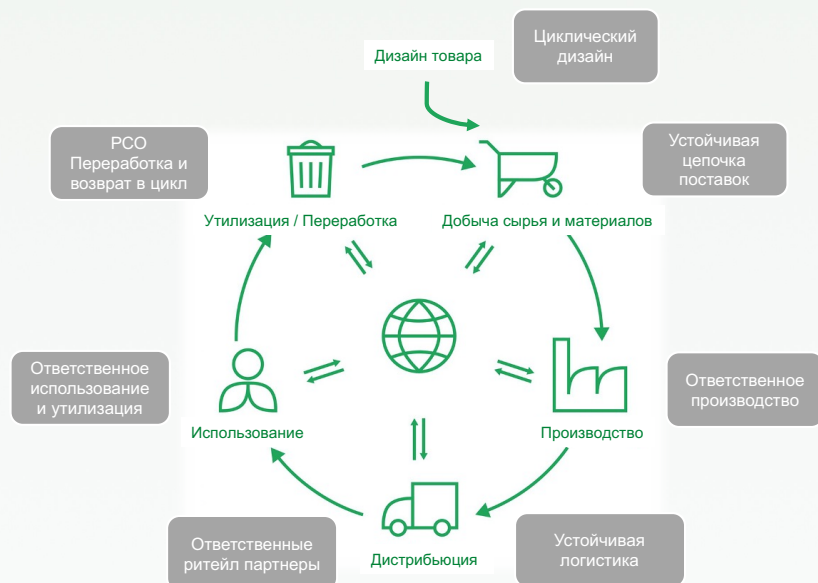 Дизайн товара
Циклический
дизайн
РСО
Переработка и
возврат в цикл
Устойчивая
цепочка
поставок
Утилизация / Переработка
Добыча сырья и материалов
Ответственное
использование
и утилизация
Ответственное
производство
Использование
Производство
Ответственные
ритейл партнеры
Дистрибьюция
Устойчивая
логистика